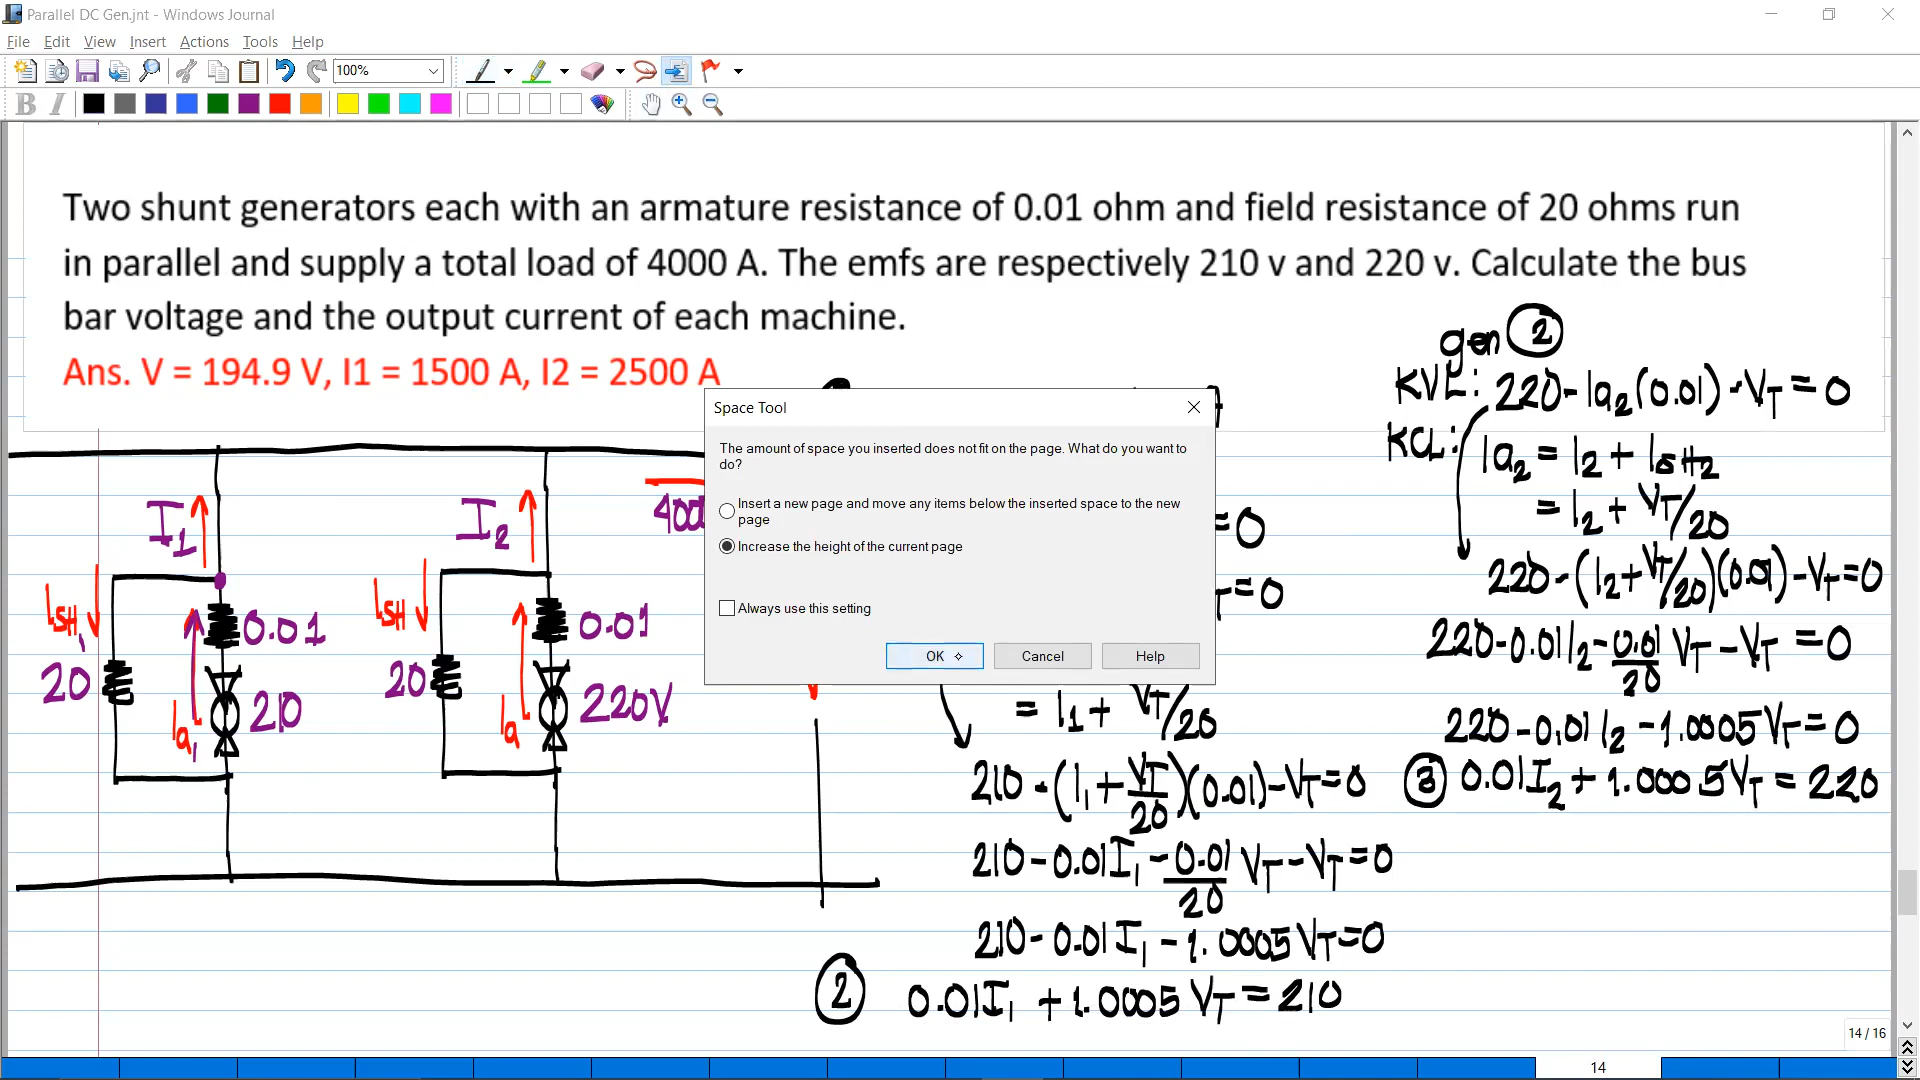 Parallel DC Gen.jnt - Windows Journal
File Edit View Insert Actions Tools Help
100%
B I
Two shunt generators each with an armature resistance of 0.01 ohm and field resistance of 20 ohms run
in parallel and supply a total load of 4000 A. The emfs are respectively 210 v and 220 v. Calculate the bus
bar voltage and the output current of each machine.
Ans. V = 194.9 V, I1 = 1500 A, I2 = 2500 A
I1
ISH1
20
0.01
210
Ia1
I2
ISH
20
0.01
220V
Ia
400
Space Tool
The amount of space you inserted does not fit on the page. What do you want to
do?
Insert a new page and move any items below the inserted space to the new
page
Increase the height of the current page
Always use this setting
OK Cancel Help
=0
T=0
= I1 + VT/20
210 - (I1 + VT/20)(0.01) - VT = 0
210 - 0.01I1 - 0.01/20 VT - VT = 0
210 - 0.01I1 - 1.0005VT = 0
2 0.01I1 + 1.0005VT = 210
gen 2
KVL: 220 - Ia2(0.01) - VT = 0
KCL: Ia2 = I2 + ISH2
= I2 + VT/20
220 - (I2 + VT/20)(0.01) - VT = 0
220 - 0.01I2 - 0.01/20 VT - VT = 0
220 - 0.01I2 - 1.0005VT = 0
3 0.01I2 + 1.0005VT = 220
14 / 16
14